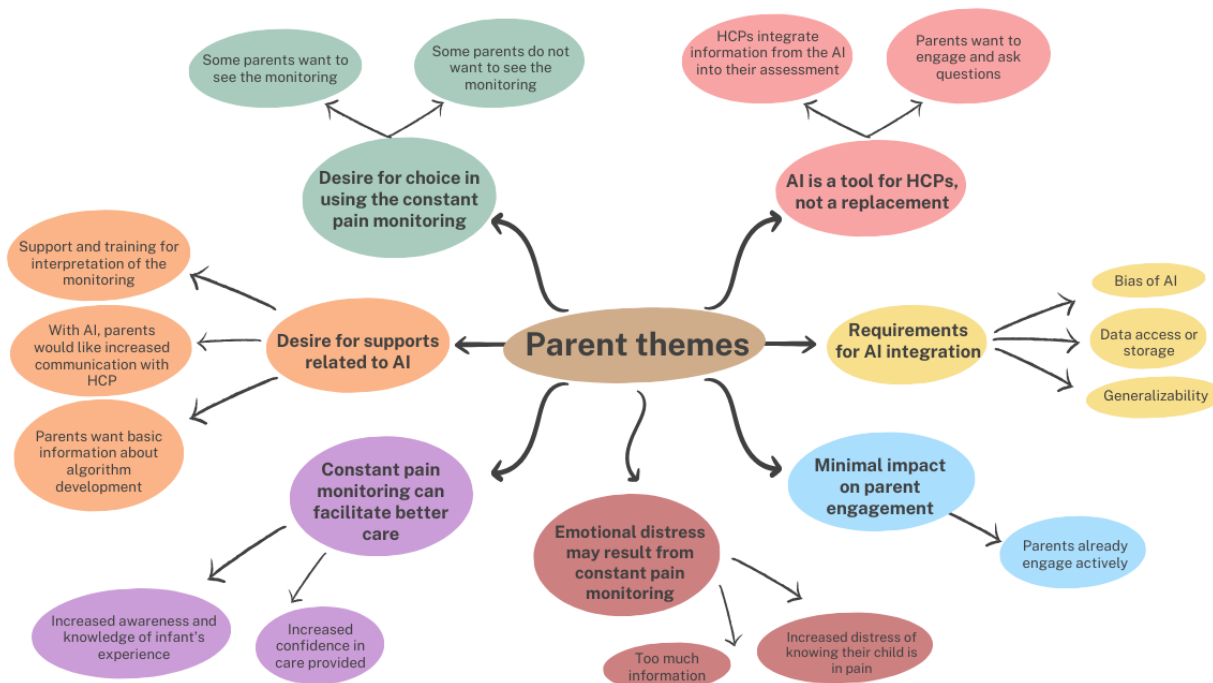 Some parents want to
see the monitoring
Some parents do not
want to see the
monitoring
HCPs integrate
information from the AI
into their assessment
Parents want to
engage and ask
questions
Desire for choice in
using the constant
pain monitoring
AI is a tool for HCPs,
not a replacement
Support and training for
interpretation of the
monitoring
With AI, parents
would like increased
communication with
HCP
Parents want basic
information about
algorithm
development
Desire for supports
related to AI
Parent themes
Requirements
for AI integration
Bias of AI
Data access or
storage
Generalizability
Constant pain
monitoring can
facilitate better
care
Increased awareness and
knowledge of infant's
experience
Increased
confidence in
care provided
Emotional distress
may result from
constant pain
monitoring
Too much
information
Increased distress of
knowing their child is
in pain
Minimal impact
on parent
engagement
Parents already
engage actively